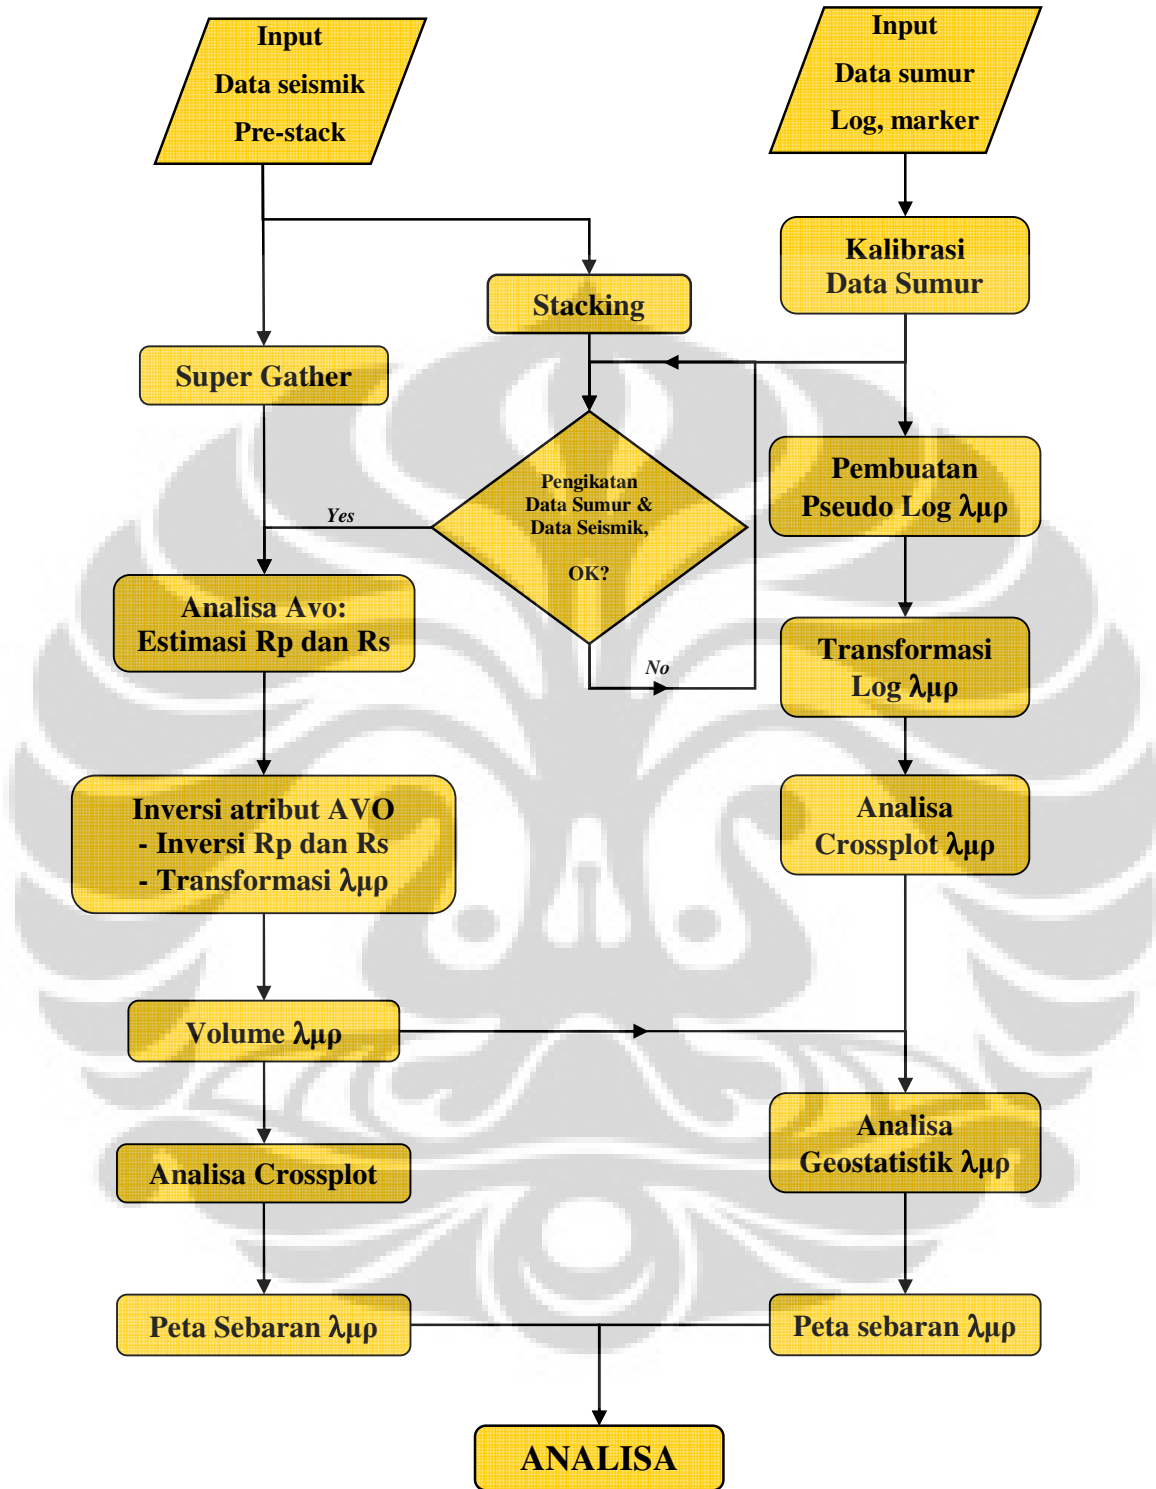 Input
Data seismik
Pre-stack
Input
Data sumur
Log, marker
Kalibrasi
Data Sumur
Stacking
Super Gather
Pengikatan
Data Sumur &
Data Seismik,
OK?
Yes
No
Pembuatan
Pseudo Log λμρ
Analisa Avo:
Estimasi Rp dan Rs
Transformasi
Log λμρ
Inversi atribut AVO
- Inversi Rp dan Rs
- Transformasi λμρ
Analisa
Crossplot λμρ
Volume λμρ
Analisa Crossplot
Analisa
Geostatistik λμρ
Peta Sebaran λμρ
Peta sebaran λμρ
ANALISA